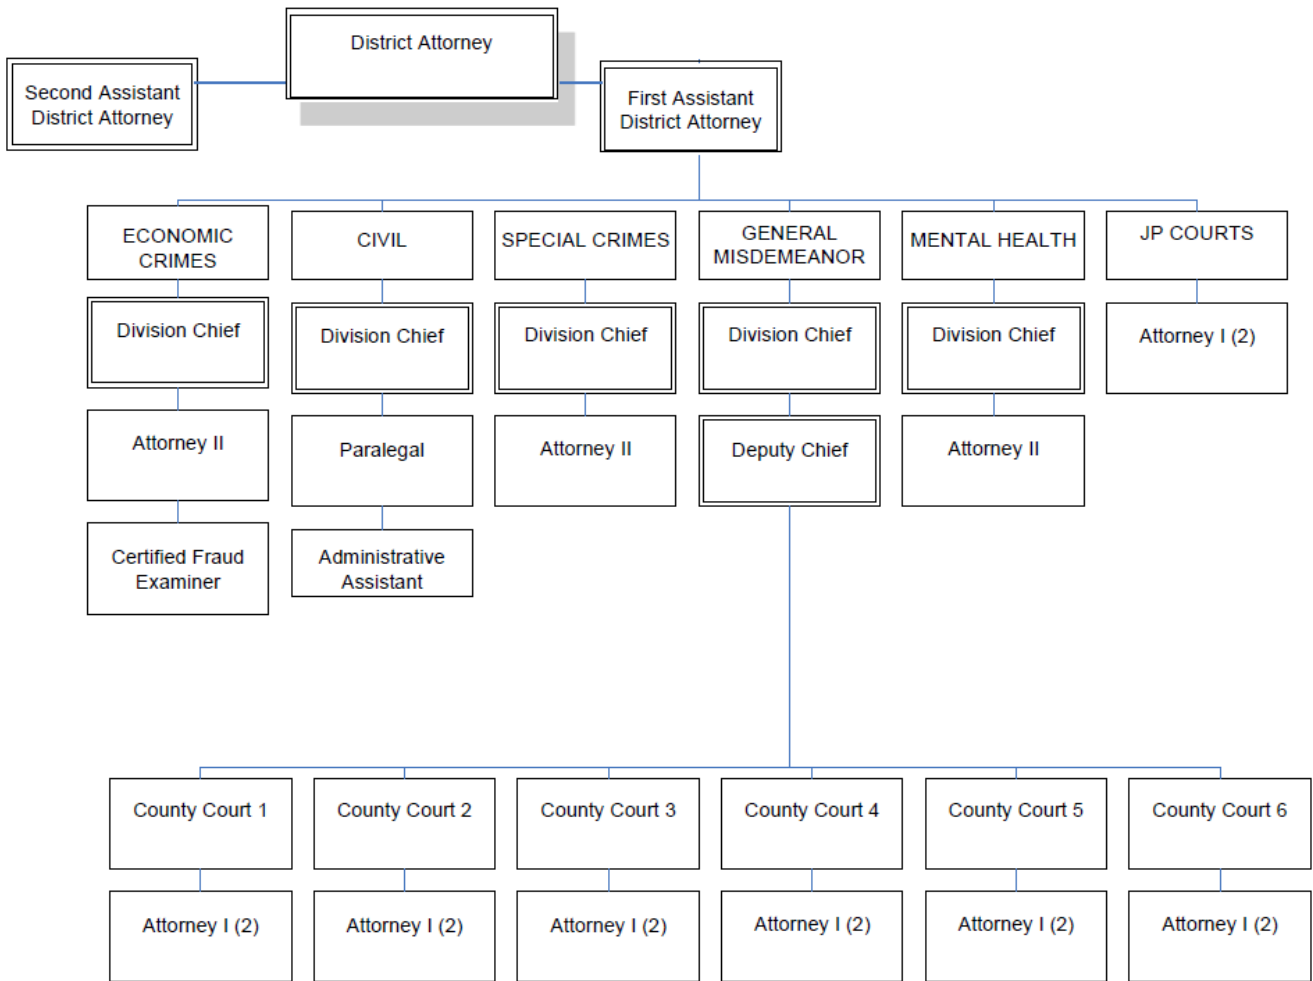 District Attorney
Second Assistant
District Attorney
First Assistant
District Attorney
ECONOMIC
CRIMES
CIVIL
SPECIAL CRIMES
GENERAL
MISDEMEANOR
MENTAL HEALTH
JP COURTS
Division Chief
Division Chief
Division Chief
Division Chief
Division Chief
Attorney I (2)
Attorney II
Paralegal
Attorney II
Deputy Chief
Attorney II
Certified Fraud
Examiner
Administrative
Assistant
County Court 1
County Court 2
County Court 3
County Court 4
County Court 5
County Court 6
Attorney I (2)
Attorney I (2)
Attorney I (2)
Attorney I (2)
Attorney I (2)
Attorney I (2)